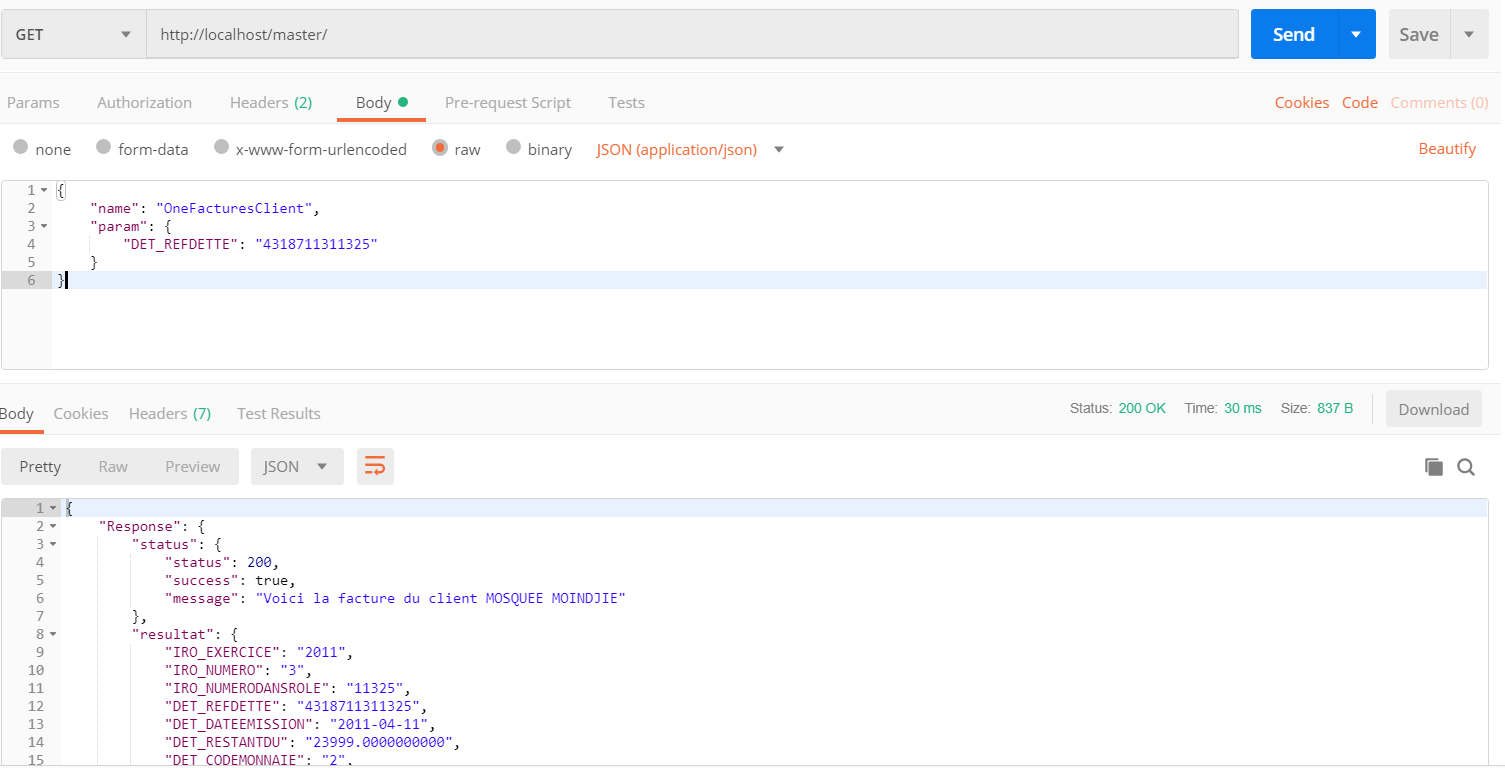 GET http://localhost/master/ Send Save
Params Authorization Headers (2) Body Pre-request Script Tests Cookies Code Comments (0)
none form-data x-www-form-urlencoded raw binary JSON (application/json) Beautify
1 {
2 "name": "OneFacturesClient",
3 "param": {
4 "DET_REFDETTE": "4318711311325"
5 }
6 }
Body Cookies Headers (7) Test Results Status: 200 OK Time: 30 ms Size: 837 B Download
Pretty Raw Preview JSON
1 {
2 "Response": {
3 "status": {
4 "status": 200,
5 "success": true,
6 "message": "Voici la facture du client MOSQUEE MOINDJIE"
7 },
8 "resultat": {
9 "IRO_EXERCICE": "2011",
10 "IRO_NUMERO": "3",
11 "IRO_NUMERODANSROLE": "11325",
12 "DET_REFDETTE": "4318711311325",
13 "DET_DATEEMISSION": "2011-04-11",
14 "DET_RESTANTDU": "23999.0000000000",
15 "DET_CODEMONNAIE": "2",